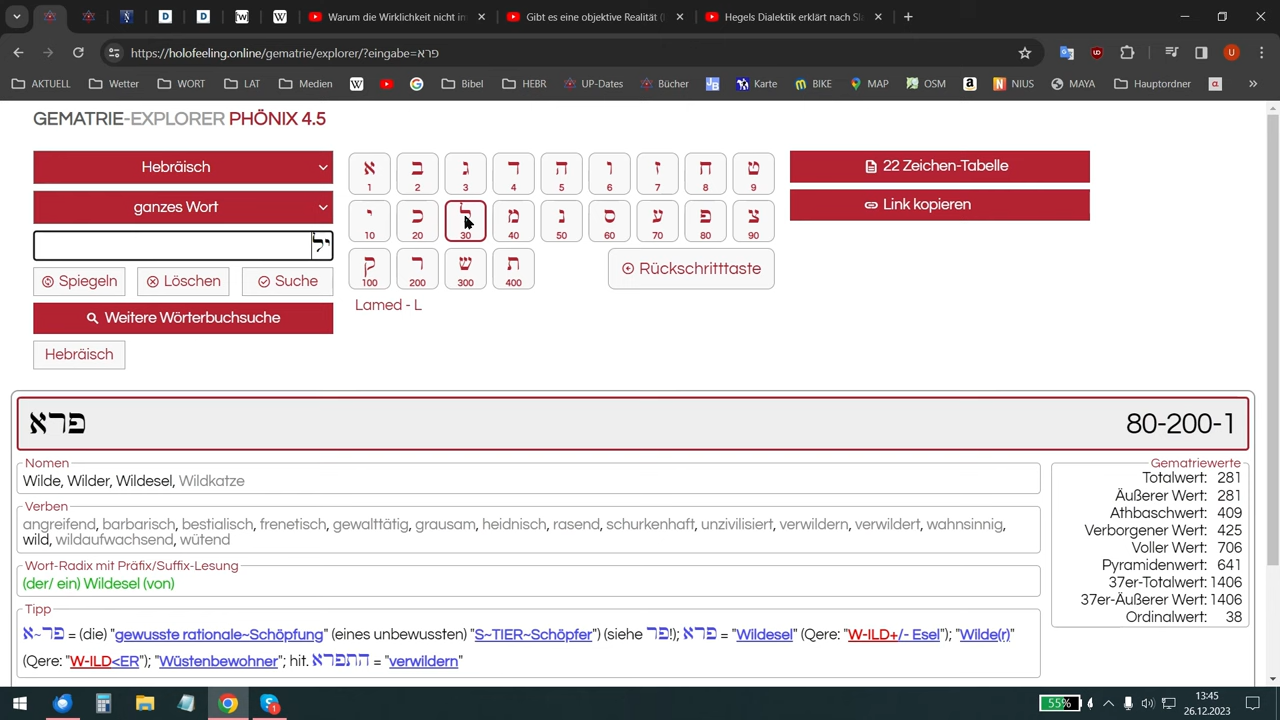 Warum die Wirklichkeit nicht in
Gibt es eine objektive Realität (
Hegels Dialektik erklärt nach Sl
https://holofeeling.online/gematrie/explorer/?eingabe=פרא
AKTUELL Wetter WORT LAT Medien Bibel HEBR UP-Dates Bücher Karte BIKE MAP OSM NIUS MAYA Hauptordner
GEMATRIE-EXPLORER PHÖNIX 4.5
Hebräisch
ganzes Wort
יל
Spiegeln Löschen Suche
Weitere Wörterbuchsuche
Hebräisch
א ב ג ד ה ו ז ח ט
1 2 3 4 5 6 7 8 9
י כ ל מ נ ס ע פ צ
10 20 30 40 50 60 70 80 90
ק ר ש ת
100 200 300 400
Rückschritttaste
Lamed - L
22 Zeichen-Tabelle
Link kopieren
פרא 80-200-1
Nomen
Wilde, Wilder, Wildesel, Wildkatze
Verben
angreifend, barbarisch, bestialisch, frenetisch, gewalttätig, grausam, heidnisch, rasend, schurkenhaft, unzivilisiert, verwildern, verwildert, wahnsinnig,
wild, wildaufwachsend, wütend
Wort-Radix mit Präfix/Suffix-Lesung
(der/ ein) Wildesel (von)
Tipp
פר~א = (die) "gewusste rationale~Schöpfung" (eines unbewussten) "S~TIER~Schöpfer") (siehe פר!); פרא = "Wildesel" (Qere: "W-ILD+/- Esel"); "Wilde(r)"
(Qere: "W-ILD<ER"); "Wüstenbewohner"; hit. התפרא = "verwildern"
Gematriewerte
Totalwert: 281
Äußerer Wert: 281
Athbaschwert: 409
Verborgener Wert: 425
Voller Wert: 706
Pyramidenwert: 641
37er-Totalwert: 1406
37er-Äußerer Wert: 1406
Ordinalwert: 38
55%
13:45
26.12.2023